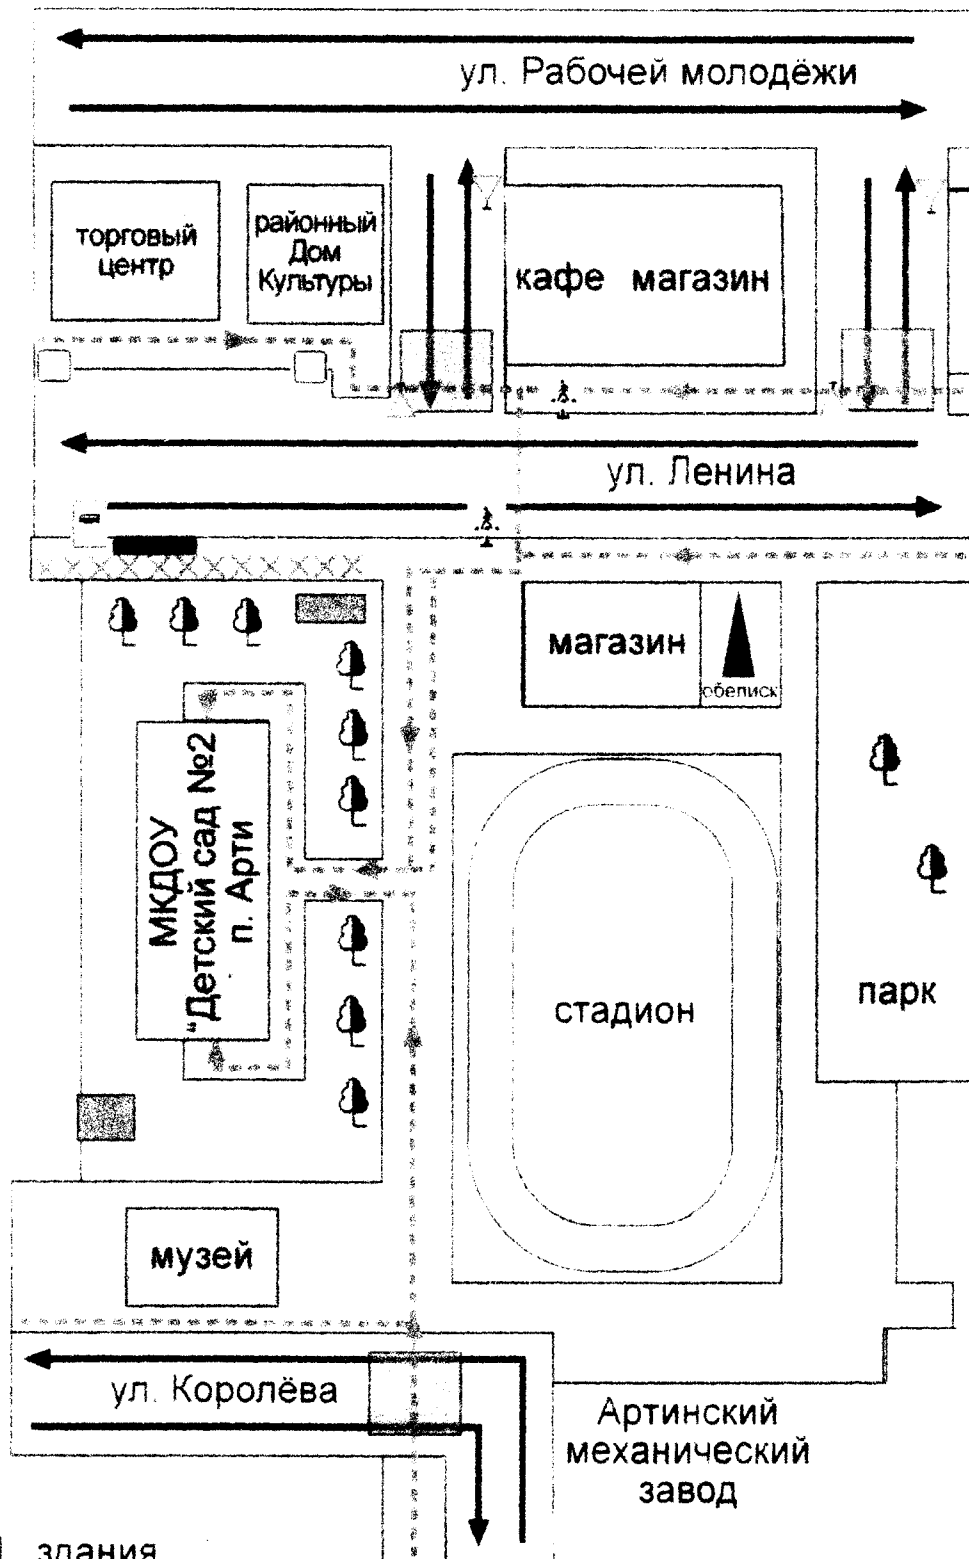 ул. Рабочей молодёжи
торговый
центр
районный
Дом
Культуры
кафе магазин
ул. Ленина
магазин
обелиск
МКДОУ
"Детский сад №2
п. Арти
стадион
парк
музей
ул. Королёва
Артинский
механический
завод
здания